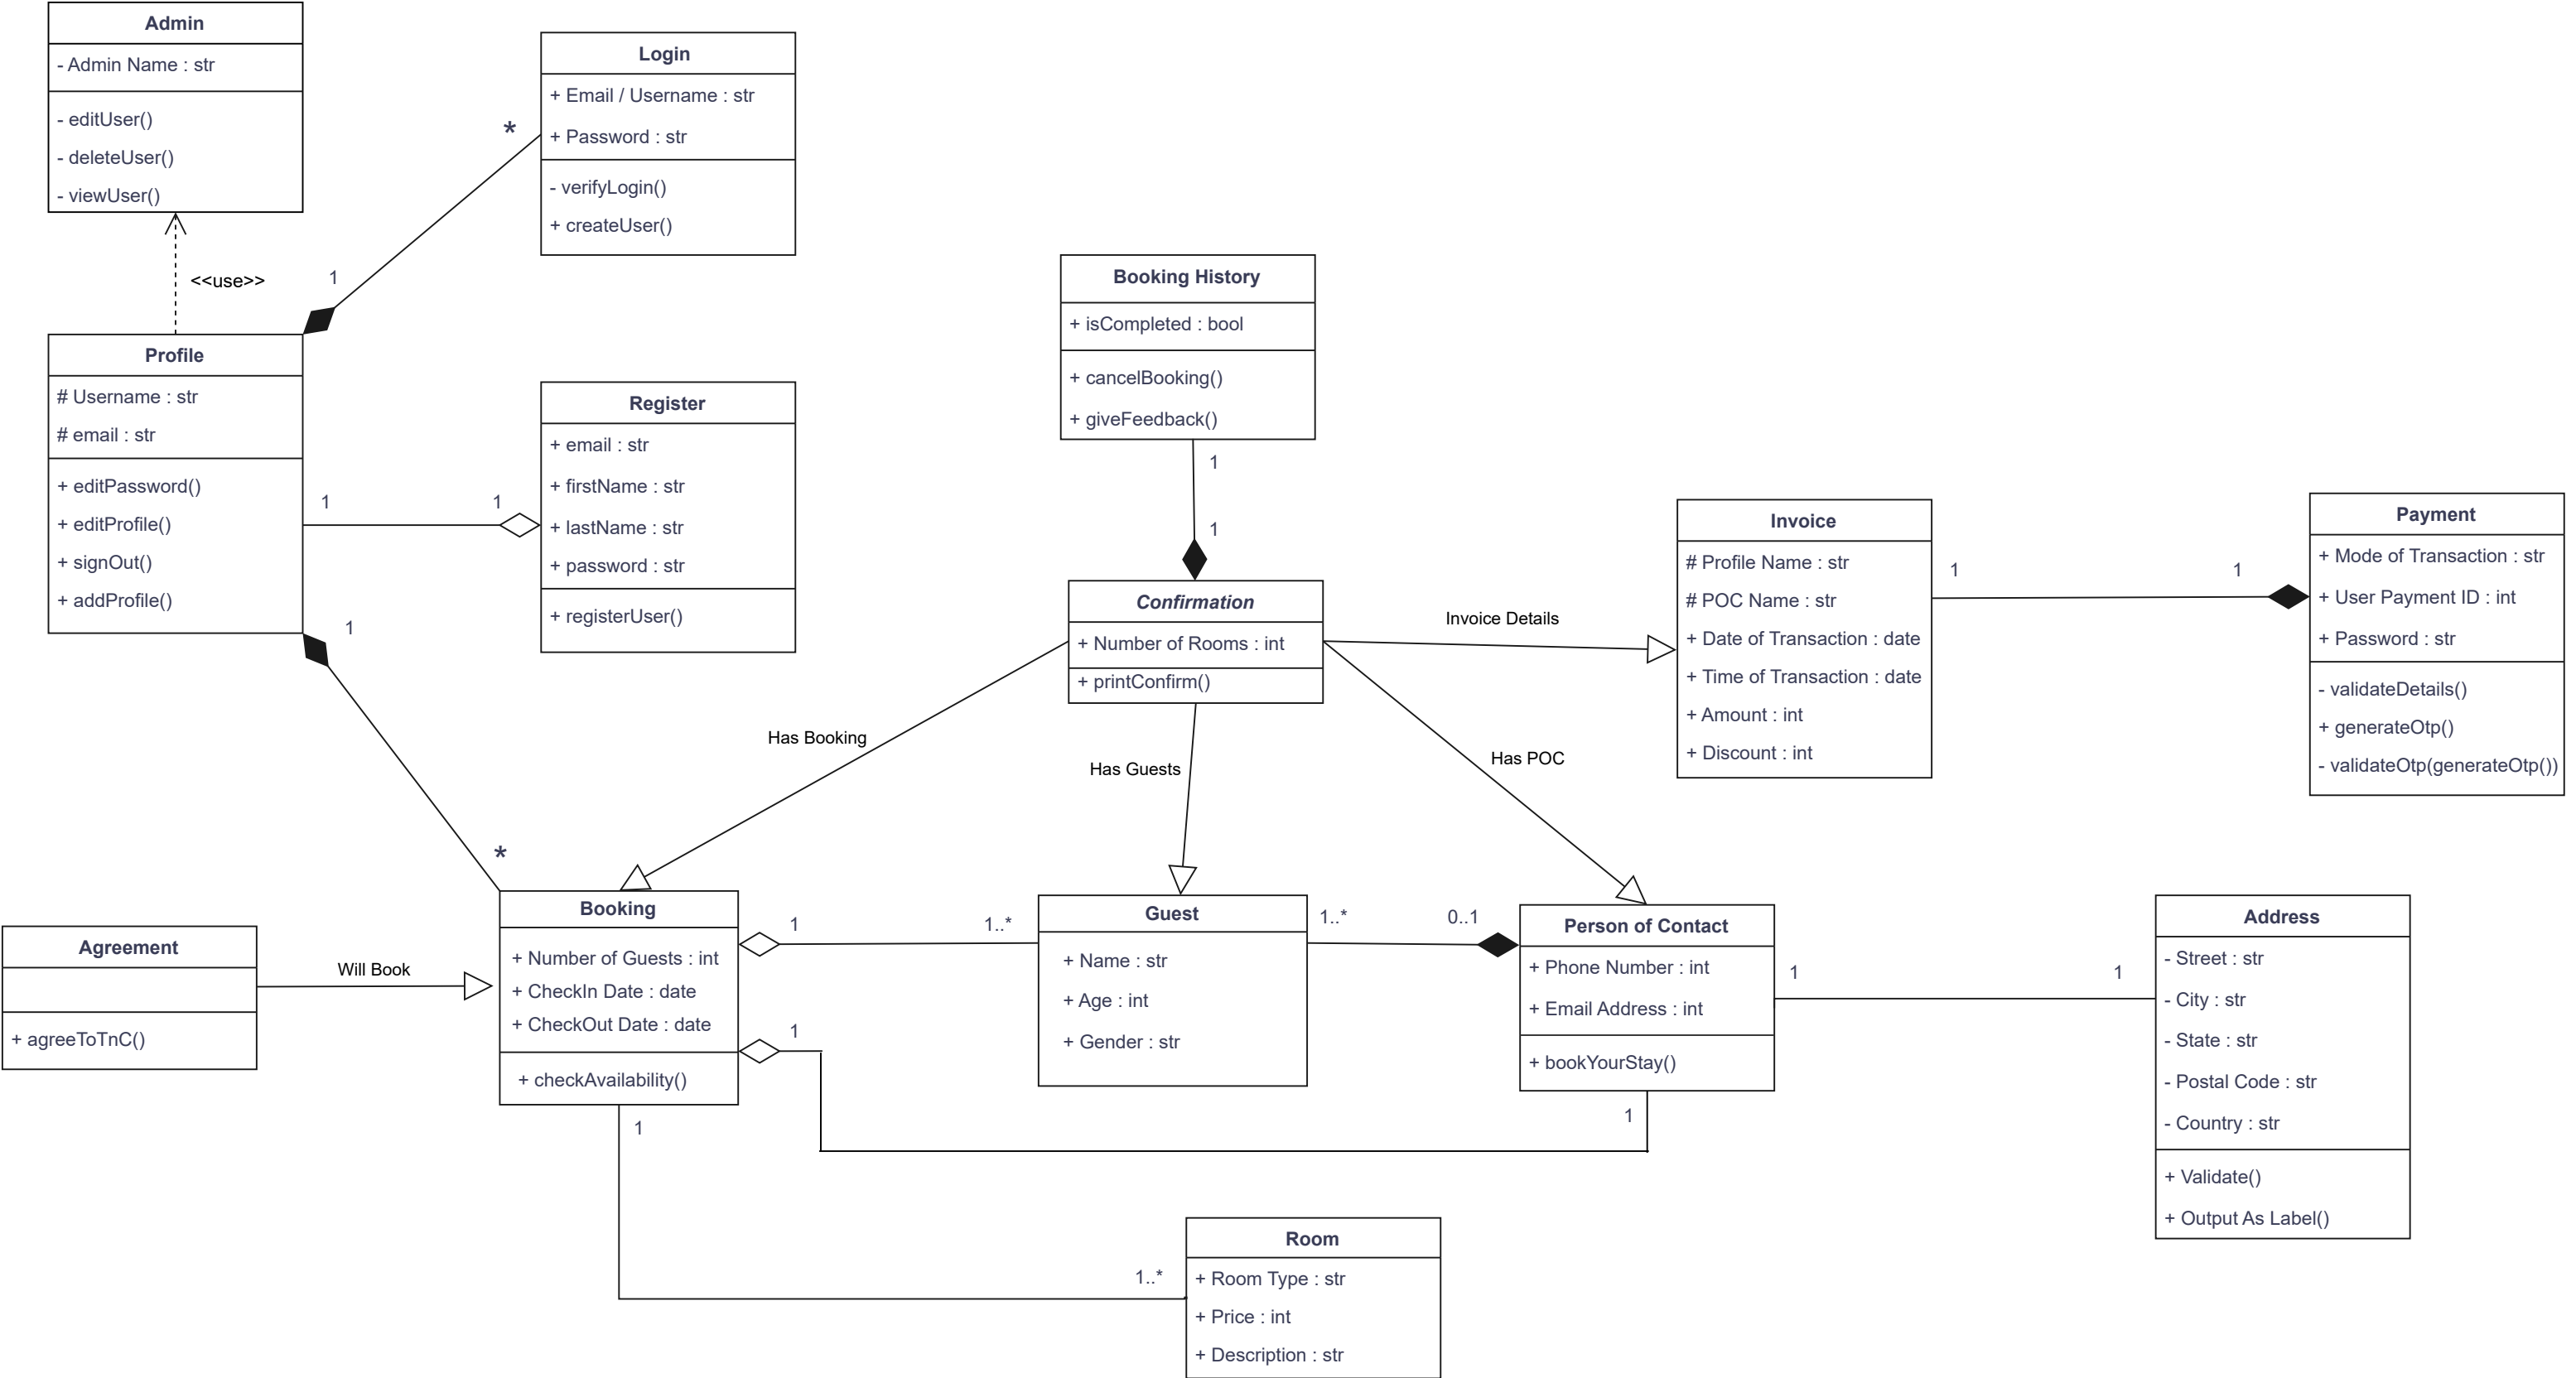 Admin
- Admin Name : str
- editUser()
- deleteUser()
- viewUser()
<<use>>
Login
+ Email / Username : str
+ Password : str
- verifyLogin()
+ createUser()
*
1
Profile
# Username : str
# email : str
+ editPassword()
+ editProfile()
+ signOut()
+ addProfile()
1
1
Register
+ email : str
+ firstName : str
+ lastName : str
+ password : str
+ registerUser()
1
*
Booking History
+ isCompleted : bool
+ cancelBooking()
+ giveFeedback()
1
1
Confirmation
+ Number of Rooms : int
+ printConfirm()
Invoice Details
Invoice
# Profile Name : str
# POC Name : str
+ Date of Transaction : date
+ Time of Transaction : date
+ Amount : int
+ Discount : int
1
1
Payment
+ Mode of Transaction : str
+ User Payment ID : int
+ Password : str
- validateDetails()
+ generateOtp()
- validateOtp(generateOtp())
Has Booking
Has Guests
Has POC
Agreement
+ agreeToTnC()
Will Book
Booking
+ Number of Guests : int
+ CheckIn Date : date
+ CheckOut Date : date
+ checkAvailability()
1
1..*
1
1
Guest
+ Name : str
+ Age : int
+ Gender : str
1..*
0..1
Person of Contact
+ Phone Number : int
+ Email Address : int
+ bookYourStay()
1
1
1
Address
- Street : str
- City : str
- State : str
- Postal Code : str
- Country : str
+ Validate()
+ Output As Label()
1..*
Room
+ Room Type : str
+ Price : int
+ Description : str